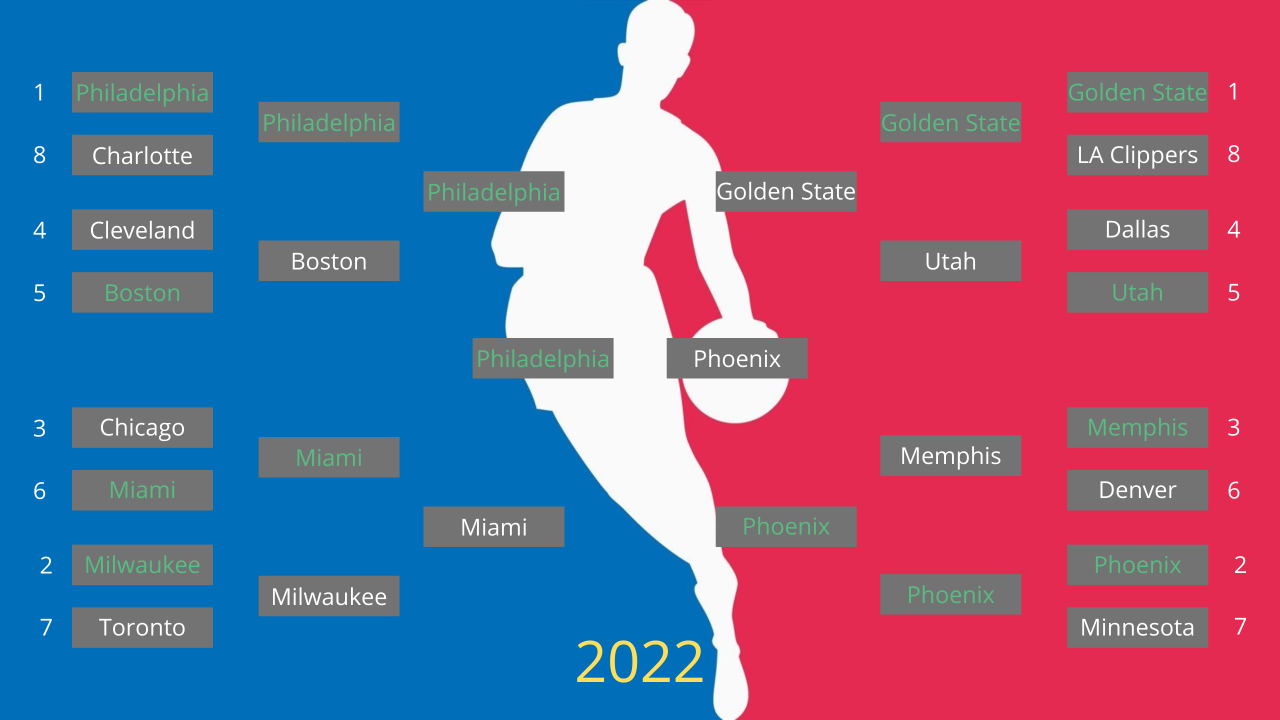 1 Philadelphia
8 Charlotte
4 Cleveland
5 Boston
3 Chicago
6 Miami
2 Milwaukee
7 Toronto
Philadelphia
Boston
Miami
Milwaukee
Philadelphia
Miami
Philadelphia
Phoenix
Golden State
Phoenix
Golden State
Utah
Memphis
Phoenix
Golden State 1
LA Clippers 8
Dallas 4
Utah 5
Memphis 3
Denver 6
Phoenix 2
Minnesota 7
2022